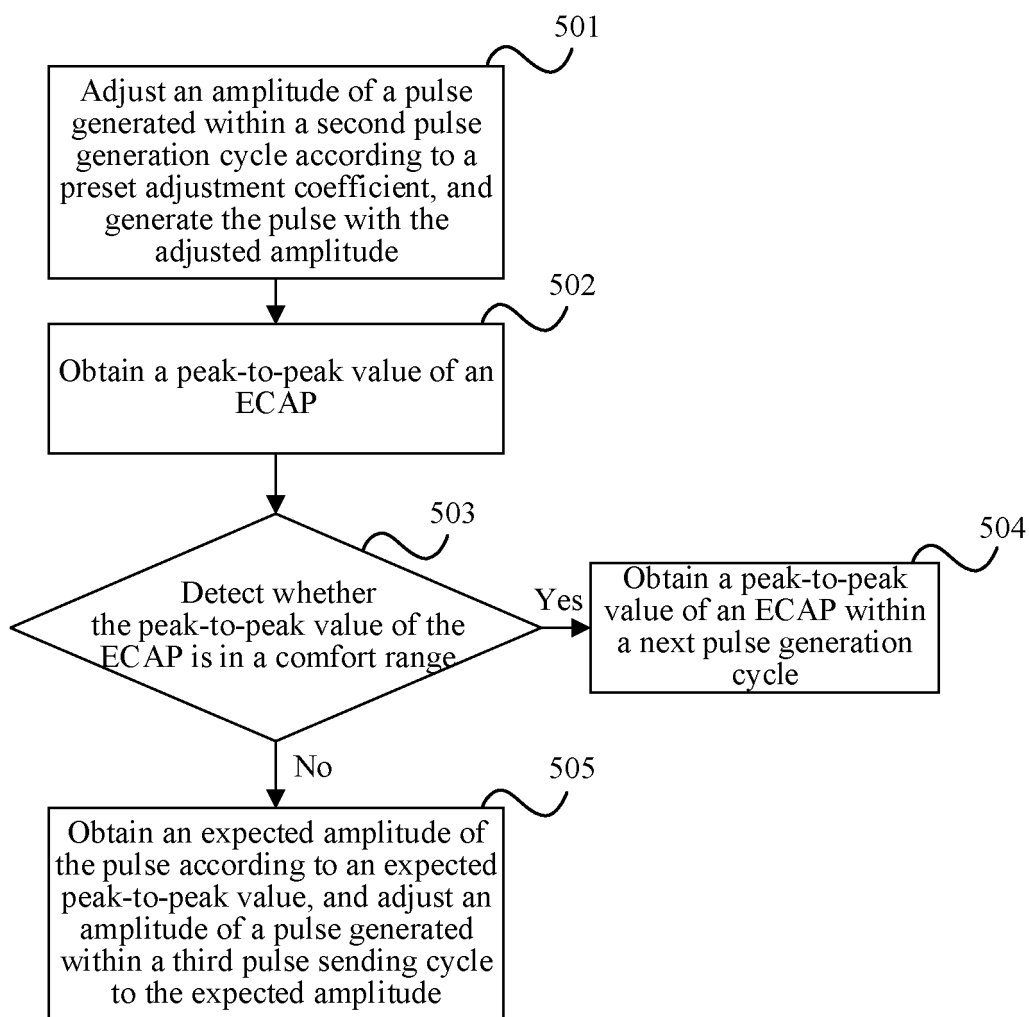 501
Adjust an amplitude of a pulse
generated within a second pulse
generation cycle according to a
preset adjustment coefficient, and
generate the pulse with the
adjusted amplitude
502
Obtain a peak-to-peak value of an
ECAP
503
Detect whether
the peak-to-peak value of the
ECAP is in a comfort range
Yes
504
Obtain a peak-to-peak
value of an ECAP within
a next pulse generation
cycle
No
505
Obtain an expected amplitude of
the pulse according to an expected
peak-to-peak value, and adjust an
amplitude of a pulse generated
within a third pulse sending cycle
to the expected amplitude